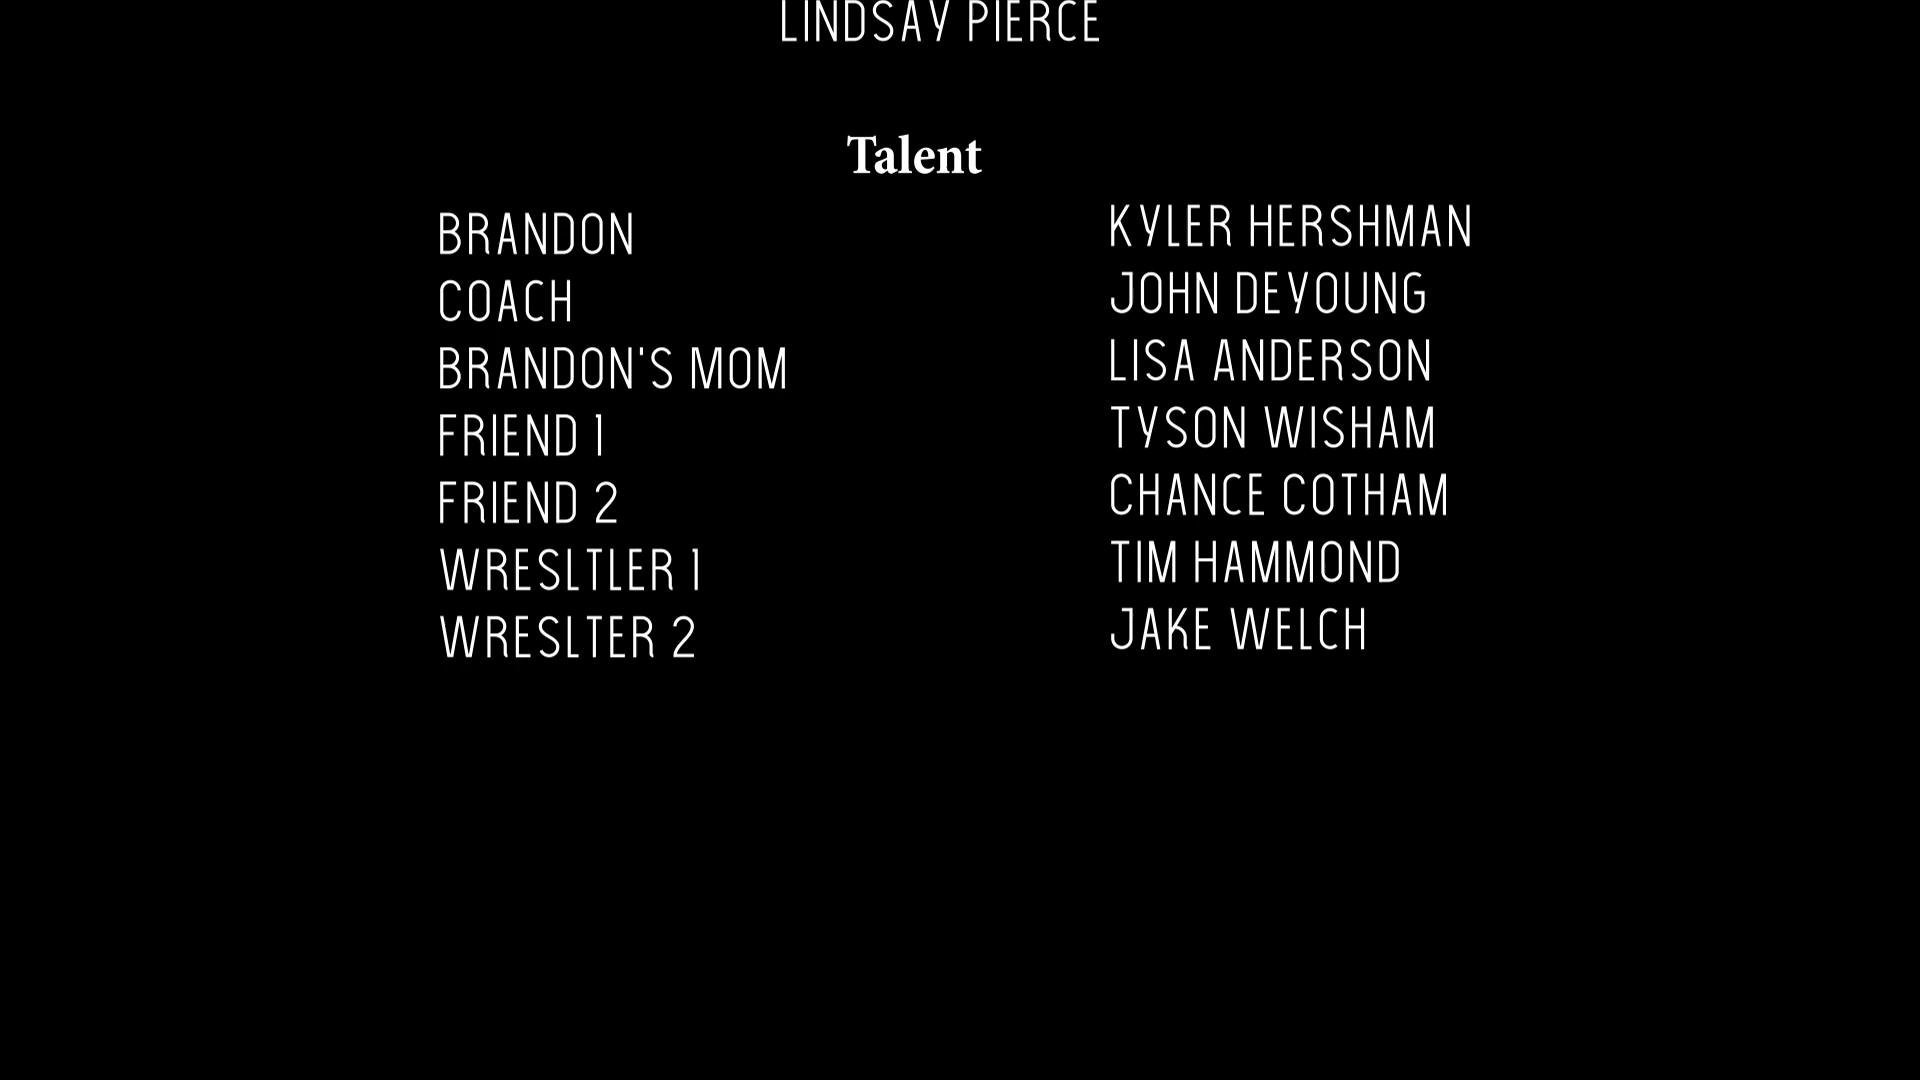 LINDSAY PIERCE
Talent
BRANDON KYLER HERSHMAN
COACH JOHN DEYOUNG
BRANDON'S MOM LISA ANDERSON
FRIEND 1 TYSON WISHAM
FRIEND 2 CHANCE COTHAM
WRESLTLER 1 TIM HAMMOND
WRESLTER 2 JAKE WELCH